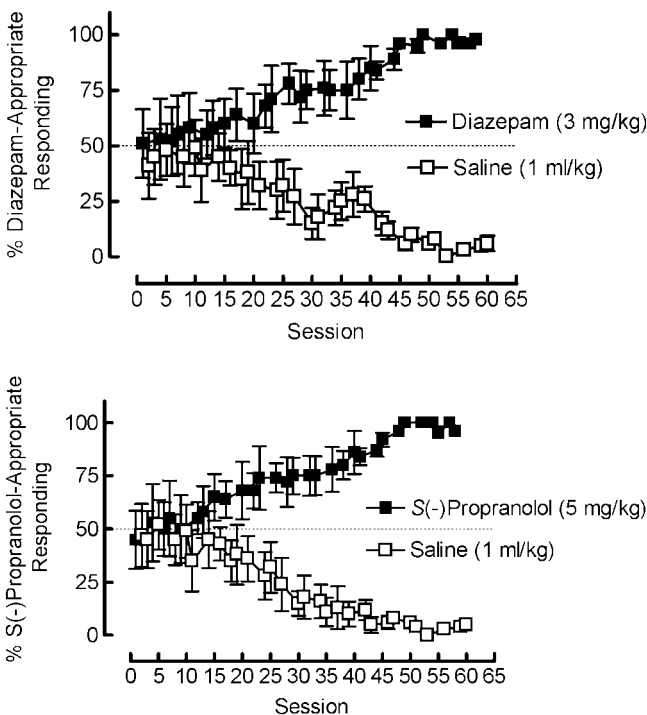 % Diazepam-Appropriate
Responding
100
75
50
25
0
Diazepam (3 mg/kg)
Saline (1 ml/kg)
0 5 10 15 20 25 30 35 40 45 50 55 60 65
Session
% S(-)Propranolol-Appropriate
Responding
100
75
50
25
0
S(-)Propranolol (5 mg/kg)
Saline (1 ml/kg)
0 5 10 15 20 25 30 35 40 45 50 55 60 65
Session